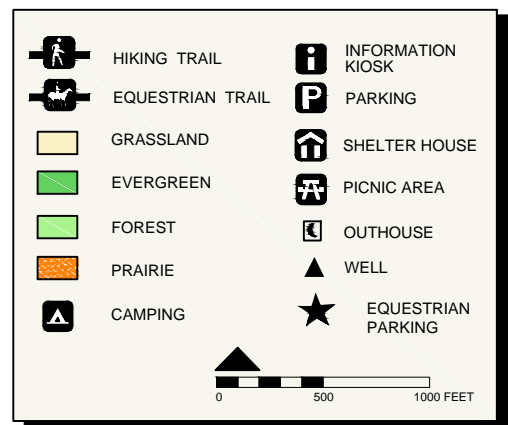 HIKING TRAIL
EQUESTRIAN TRAIL
GRASSLAND
EVERGREEN
FOREST
PRAIRIE
CAMPING
i INFORMATION
KIOSK
P PARKING
SHELTER HOUSE
PICNIC AREA
OUTHOUSE
WELL
EQUESTRIAN
PARKING
0 500 1000 FEET